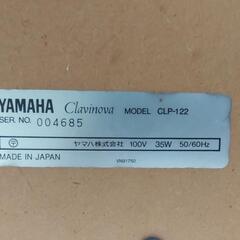 YAMAHA Clavinova MODEL CLP-122
SER. NO. 004685
ヤマハ株式会社 100V 35W 50/60Hz
MADE IN JAPAN